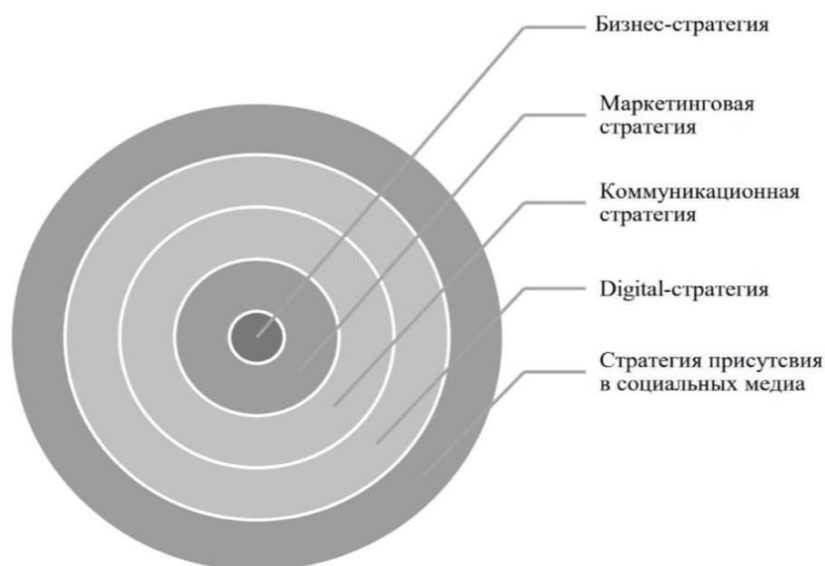 Бизнес-стратегия
Маркетинговая
стратегия
Коммуникационная
стратегия
Digital-стратегия
Стратегия присутсвия
в социальных медиа